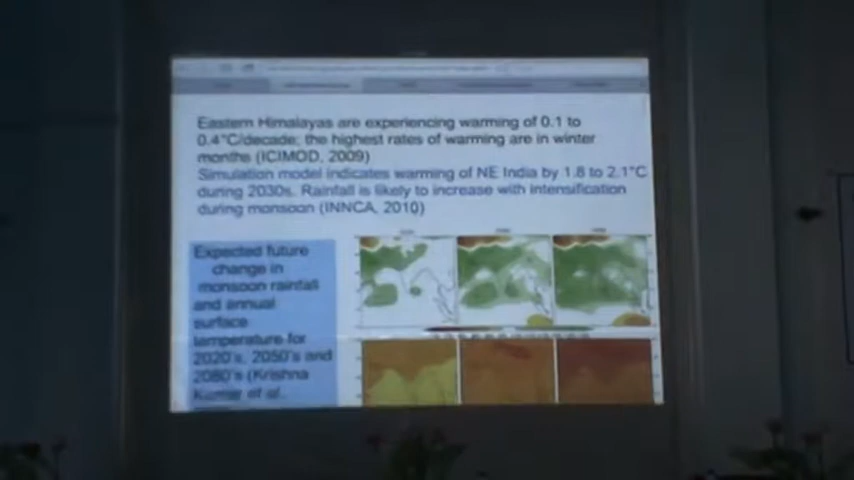 Eastern Himalayas are experiencing warming of 0.1 to
0.4°C/decade; the highest rates of warming are in winter
months (ICIMOD, 2009)
Simulation model indicates warming of NE India by 1.8 to 2.1°C
during 2030s. Rainfall is likely to increase with intensification
during monsoon (INNCA, 2010)
Expected future
change in
monsoon rainfall
and annual
surface
temperature for
2020's, 2050's and
2080's (Krishna
Kumar et al.